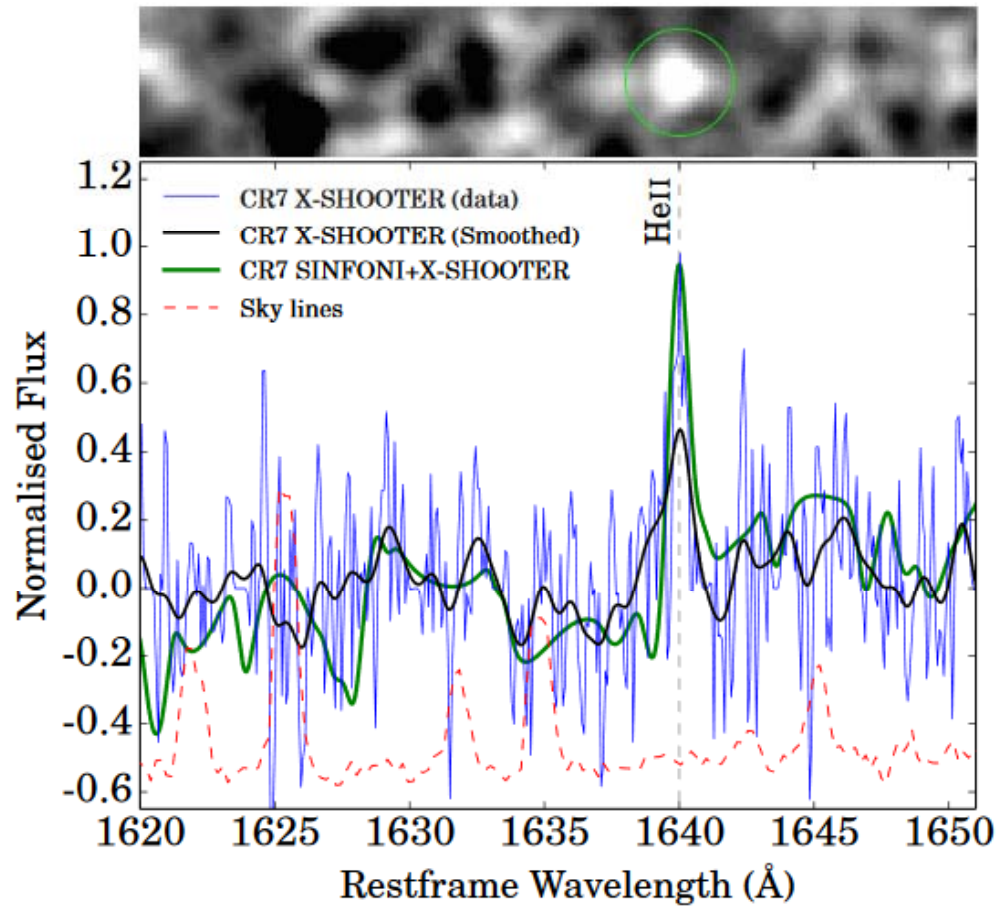 1.2
1.0
0.8
0.6
0.4
0.2
0.0
-0.2
-0.4
-0.6
Normalised Flux
CR7 X-SHOOTER (data)
CR7 X-SHOOTER (Smoothed)
CR7 SINFONI+X-SHOOTER
Sky lines
HeII
1620 1625 1630 1635 1640 1645 1650
Restframe Wavelength (Å)